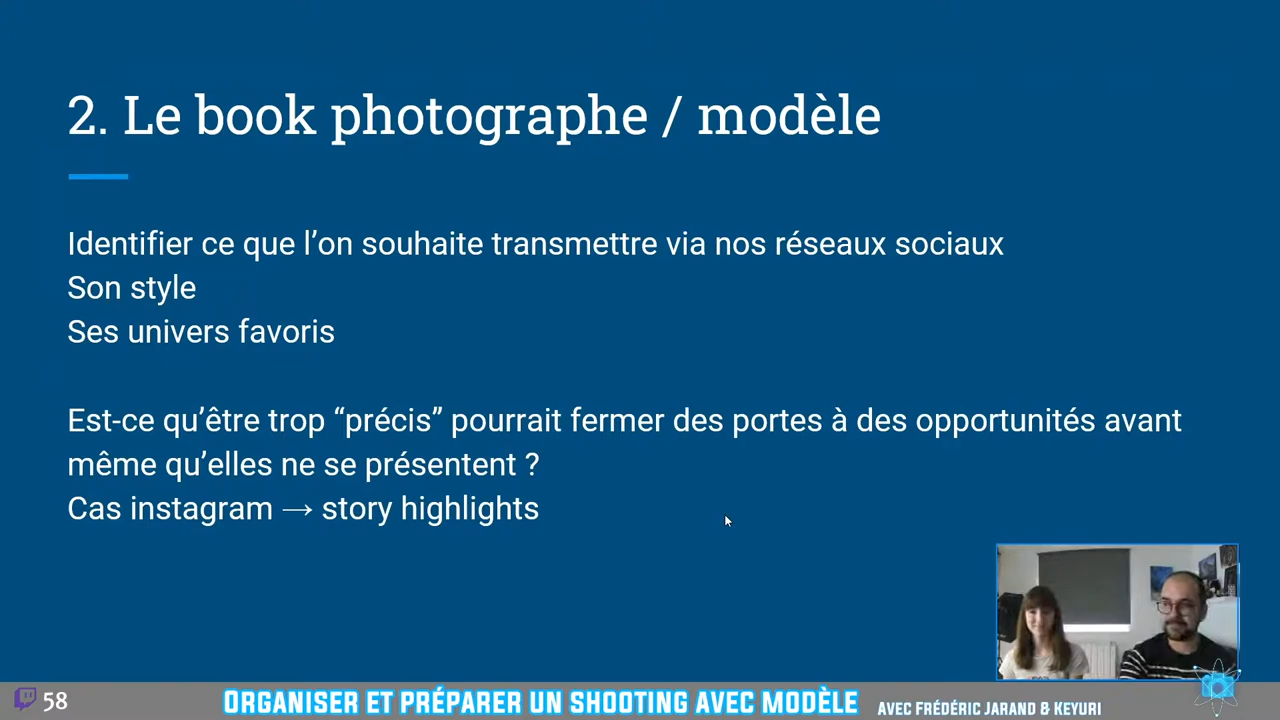 2. Le book photographe / modèle
Identifier ce que l’on souhaite transmettre via nos réseaux sociaux
Son style
Ses univers favoris
Est-ce qu’être trop “précis” pourrait fermer des portes à des opportunités avant
même qu’elles ne se présentent ?
Cas instagram → story highlights
58
ORGANISER ET PRÉPARER UN SHOOTING AVEC MODÈLE
AVEC FRÉDÉRIC JARAND & KEYURI